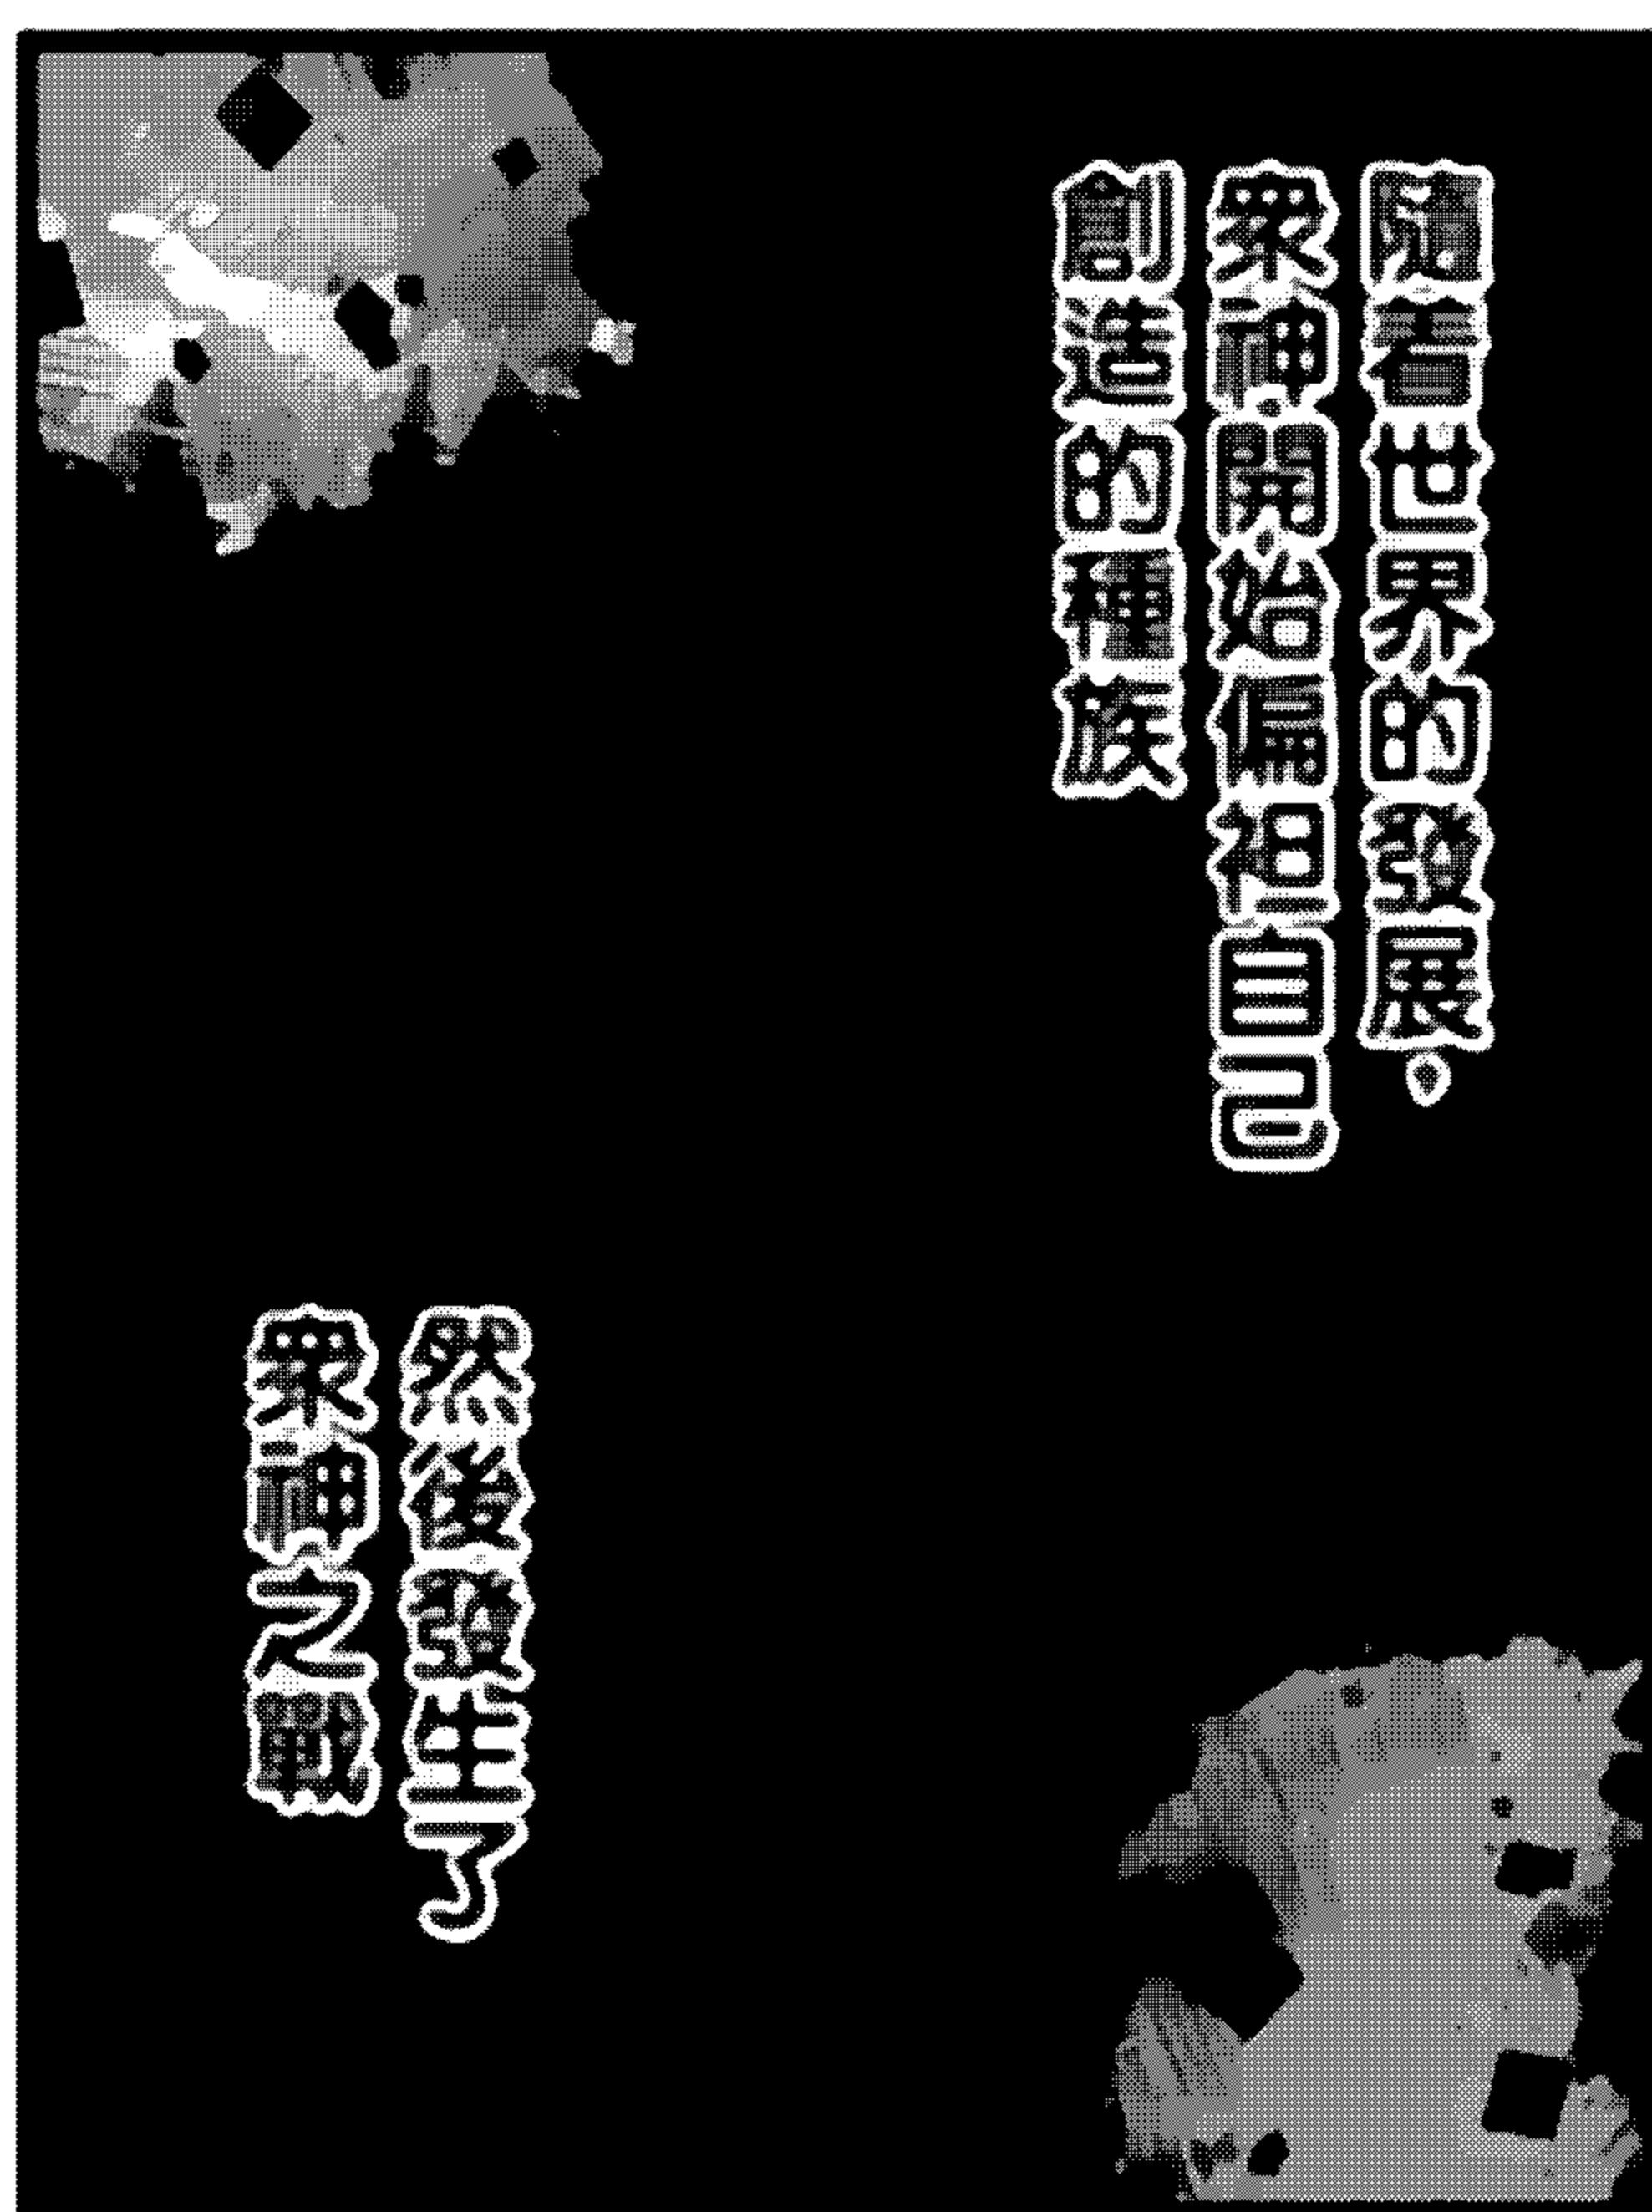 隨着世界的發展，
眾神開始偏袒自己
創造的種族
然後發生了
眾神之戰